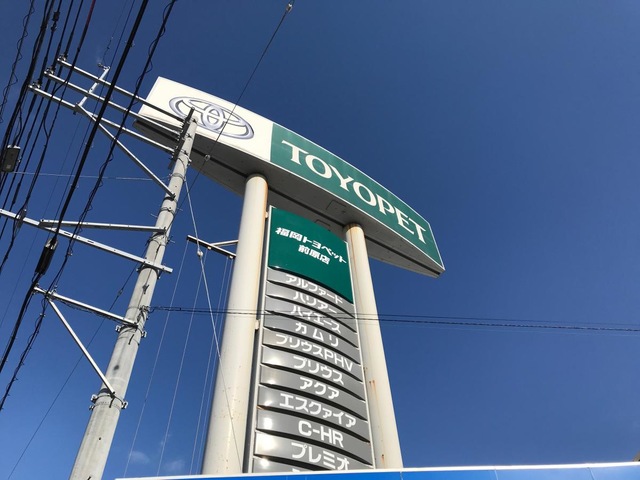 TOYOPET
福岡トヨペット
前原店
アルファード
ハリアー
ハイエース
カムリ
プリウスPHV
プリウス
アクア
エスクァイア
C-HR
プレミオ